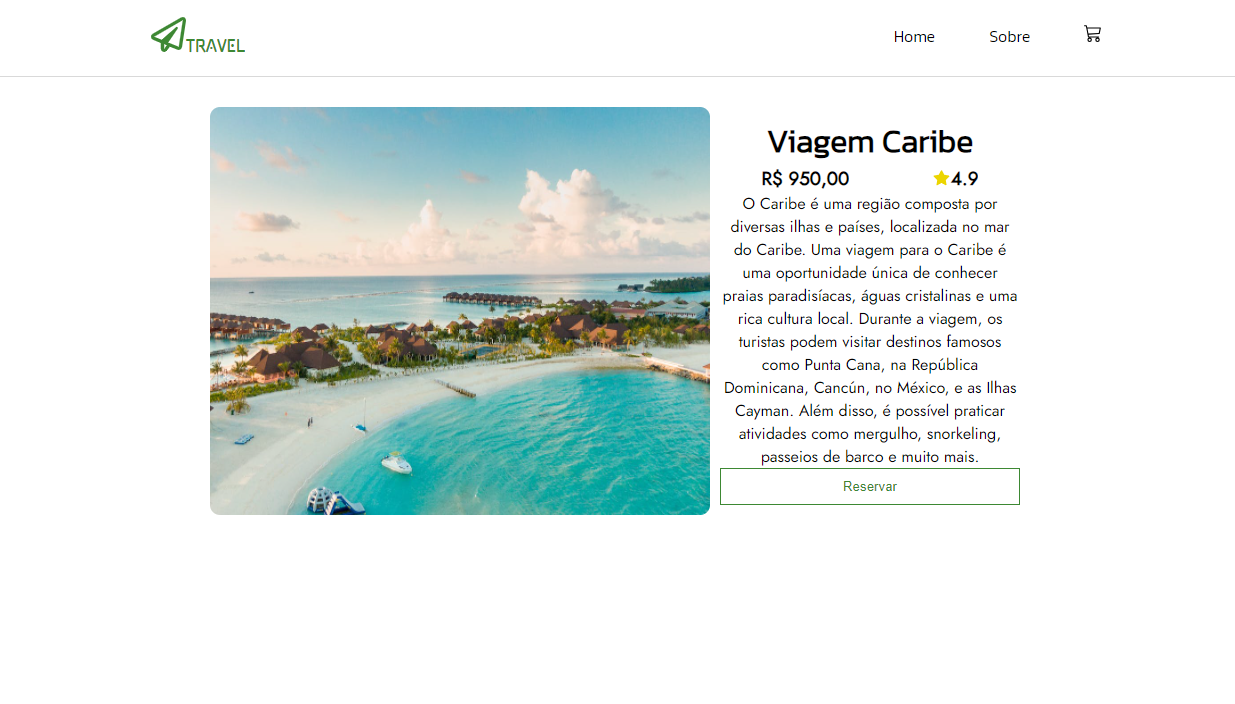 TRAVEL
Home
Sobre
Viagem Caribe
R$ 950,00
4.9
O Caribe é uma região composta por
diversas ilhas e países, localizada no mar
do Caribe. Uma viagem para o Caribe é
uma oportunidade única de conhecer
praias paradisíacas, águas cristalinas e uma
rica cultura local. Durante a viagem, os
turistas podem visitar destinos famosos
como Punta Cana, na República
Dominicana, Cancún, no México, e as Ilhas
Cayman. Além disso, é possível praticar
atividades como mergulho, snorkeling,
passeios de barco e muito mais.
Reservar